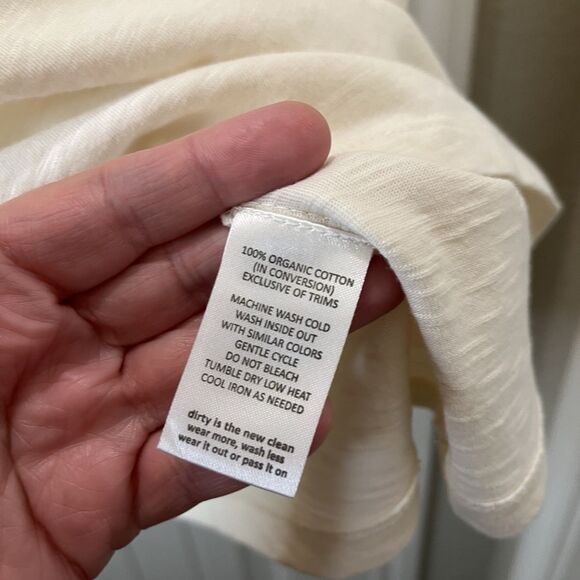 100% ORGANIC COTTON
(IN CONVERSION)
EXCLUSIVE OF TRIMS
MACHINE WASH COLD
WASH INSIDE OUT
WITH SIMILAR COLORS
GENTLE CYCLE
DO NOT BLEACH
TUMBLE DRY LOW HEAT
COOL IRON AS NEEDED
dirty is the new clean
wear more, wash less
wear it out or pass it on